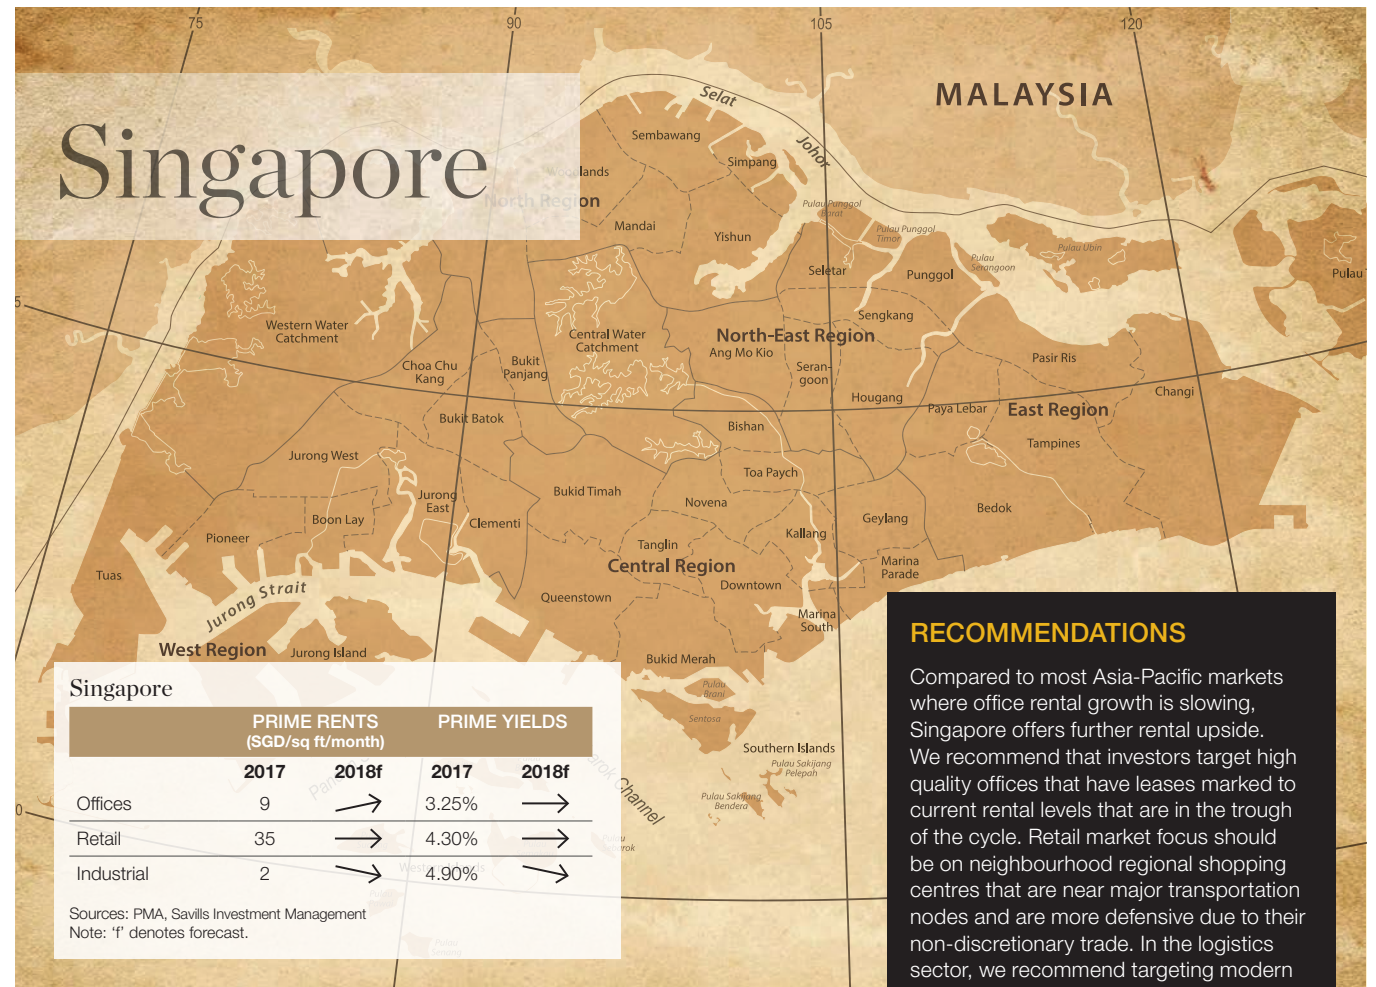 75
90
105
120
Singapore
MALAYSIA
Selat
Johor
Sembawang
Simpang
Woodlands
North Region
Mandai
Yishun
Pulau Punggol
Barat
Pulau Punggol
Timor
Pulau Ubin
Pulau
Serangoon
Pulau
Seletar
Punggol
5
Western Water
Catchment
Central Water
Catchment
North-East Region
Sengkang
Ang Mo Kio
Seran-
goon
Pasir Ris
Choa Chu
Kang
Bukit
Panjang
Hougang
Changi
Paya Lebar
East Region
Bukit Batok
Bishan
Tampines
Jurong West
Toa Paych
Bukid Timah
Novena
Jurong
East
Boon Lay
Clementi
Geylang
Bedok
Pioneer
Kallang
Tanglin
Central Region
Marina
Parade
Tuas
Downtown
Queenstown
Jurong Strait
Marina
South
West Region
Jurong Island
Bukid Merah
Pulau
Brani
Sentosa
Southern Islands
Pulau Sakijang
Pelepah
Pulau Sakijang
Bendera
Channel
0
Singapore
PRIME RENTS PRIME YIELDS
(SGD/sq ft/month)
2017 2018f 2017 2018f
Offices 9 3.25%
Retail 35 4.30%
Industrial 2 4.90%
Sources: PMA, Savills Investment Management
Note: ‘f’ denotes forecast.
RECOMMENDATIONS
Compared to most Asia-Pacific markets
where office rental growth is slowing,
Singapore offers further rental upside.
We recommend that investors target high
quality offices that have leases marked to
current rental levels that are in the trough
of the cycle. Retail market focus should
be on neighbourhood regional shopping
centres that are near major transportation
nodes and are more defensive due to their
non-discretionary trade. In the logistics
sector, we recommend targeting modern